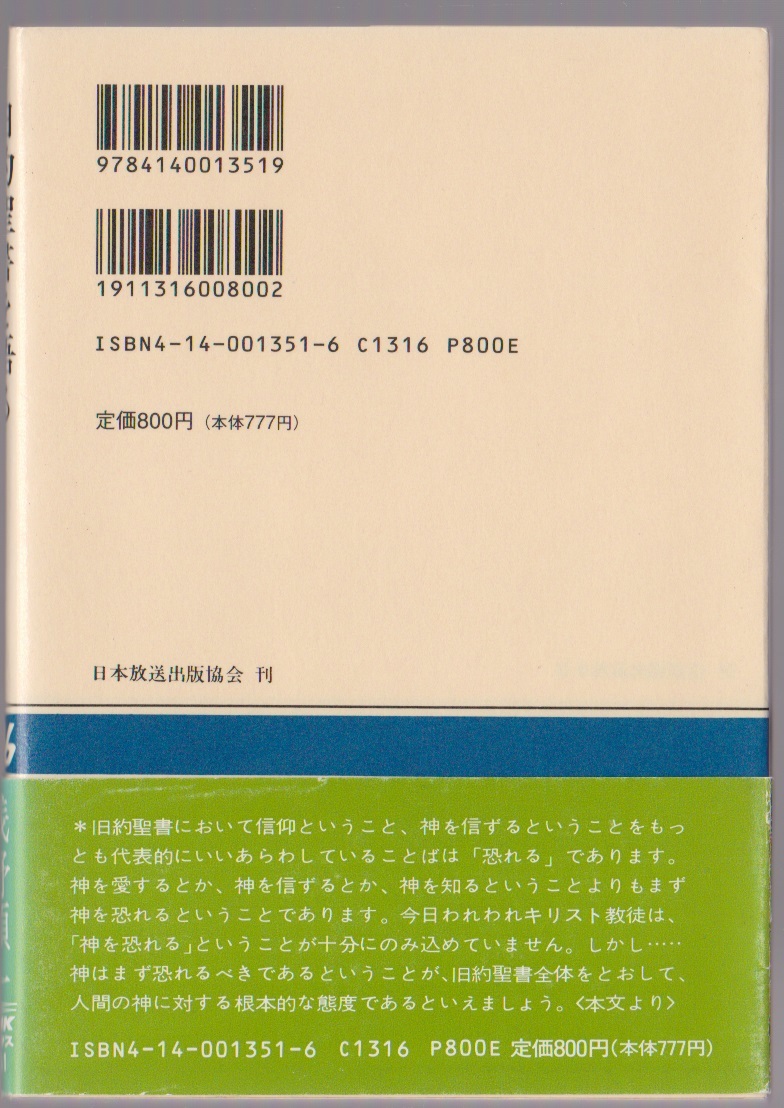 9784140013519
1911316008002
ISBN4-14-001351-6 C1316 P800E
定価800円（本体777円）
日本放送出版協会 刊
＊旧約聖書において信仰ということ、神を信ずるということをもっ
とも代表的にいいあらわしていることばは「恐れる」であります。
神を愛するとか、神を信ずるとか、神を知るということよりもまず
神を恐れるということであります。今日われわれキリスト教徒は、
「神を恐れる」ということが十分にのみ込めていません。しかし……
神はまず恐れるべきであるということが、旧約聖書全体をとおして、
人間の神に対する根本的な態度であるといえましょう。〈本文より〉
ISBN4-14-001351-6 C1316 P800E 定価800円（本体777円）